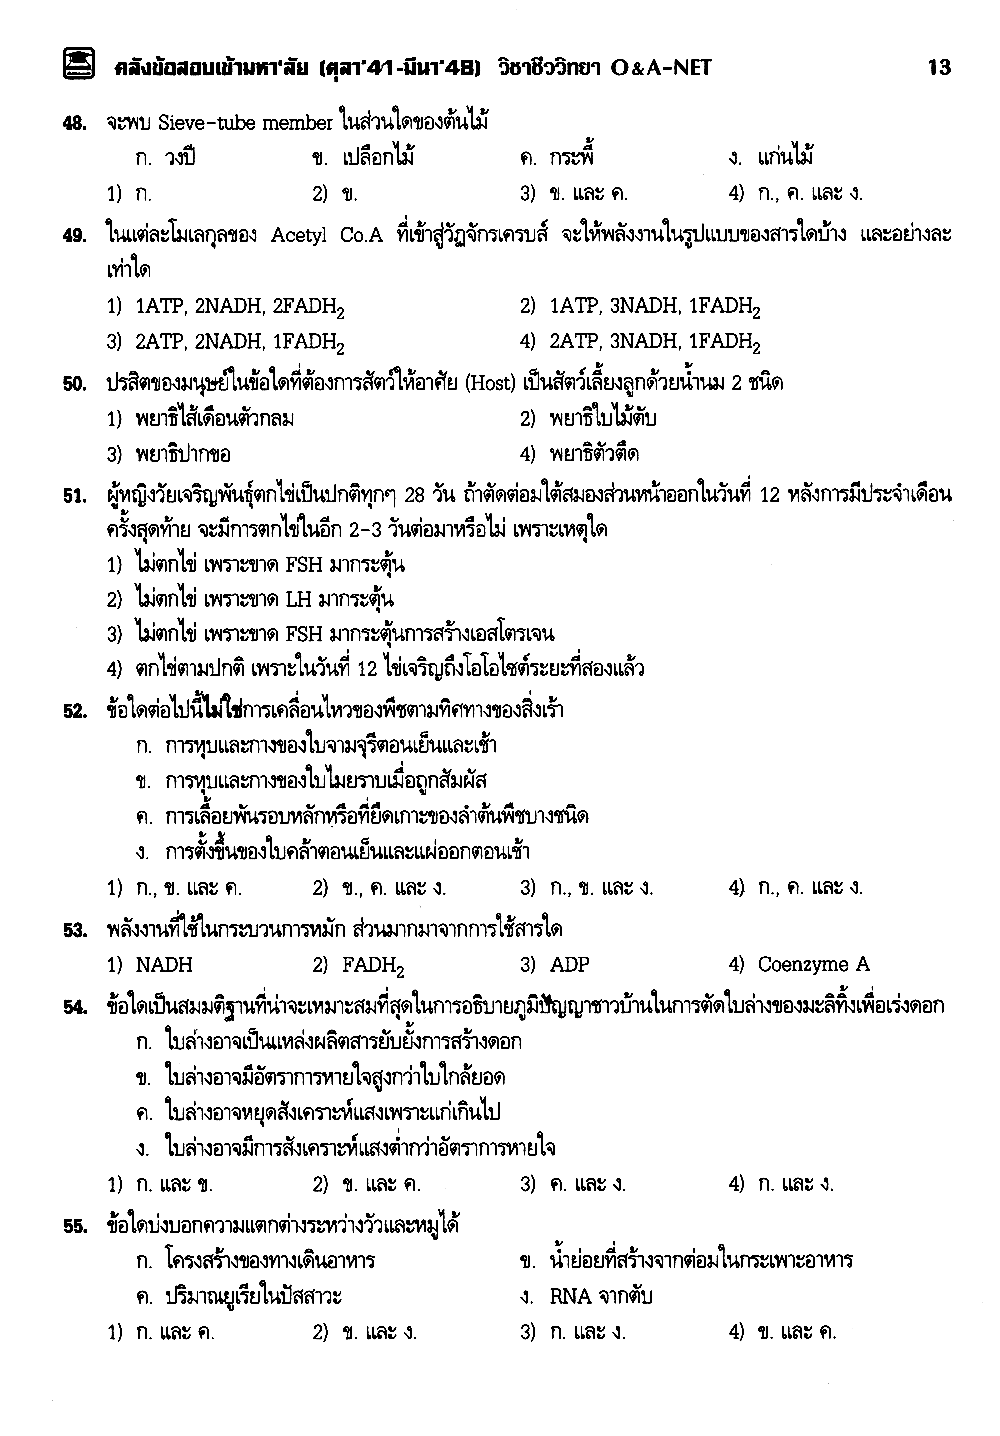 คลังข้อสอบเข้ามหา'ลัย (ตุลา'41-มีนา'48) วิชาชีววิทยา O&A-NET 13
48. จะพบ Sieve-tube member ในส่วนใดของต้นไม้
ก. วงปี ข. เปลือกไม้ ค. กระพี้ ง. แก่นไม้
1) ก. 2) ข. 3) ข. และ ค. 4) ก., ค. และ ง.
49. ในแต่ละโมเลกุลของ Acetyl Co.A ที่เข้าสู่วัฏจักรเครบส์ จะให้พลังงานในรูปแบบของสารใดบ้าง และอย่างละ
เท่าใด
1) 1ATP, 2NADH, 2FADH₂ 2) 1ATP, 3NADH, 1FADH₂
3) 2ATP, 2NADH, 1FADH₂ 4) 2ATP, 3NADH, 1FADH₂
50. ปรสิตของมนุษย์ในข้อใดที่ต้องการสัตว์ให้อาศัย (Host) เป็นสัตว์เลี้ยงลูกด้วยน้ำนม 2 ชนิด
1) พยาธิไส้เดือนตัวกลม 2) พยาธิใบไม้ตับ
3) พยาธิปากขอ 4) พยาธิตัวตืด
51. ผู้หญิงวัยเจริญพันธุ์ตกไข่เป็นปกติทุกๆ 28 วัน ถ้าตัดต่อมใต้สมองส่วนหน้าออกในวันที่ 12 หลังการมีประจำเดือน
ครั้งสุดท้าย จะมีการตกไข่ในอีก 2-3 วันต่อมาหรือไม่ เพราะเหตุใด
1) ไม่ตกไข่ เพราะขาด FSH มากระตุ้น
2) ไม่ตกไข่ เพราะขาด LH มากระตุ้น
3) ไม่ตกไข่ เพราะขาด FSH มากระตุ้นการสร้างเอสโตรเจน
4) ตกไข่ตามปกติ เพราะในวันที่ 12 ไข่เจริญถึงโอโอไซต์ระยะที่สองแล้ว
52. ข้อใดต่อไปนี้ไม่ใช่การเคลื่อนไหวของพืชตามทิศทางของสิ่งเร้า
ก. การหุบและกางของใบจามจุรีตอนเย็นและเช้า
ข. การหุบและกางของใบไมยราบเมื่อถูกสัมผัส
ค. การเลื้อยพันรอบหลักหรือที่ยึดเกาะของลำต้นพืชบางชนิด
ง. การตั้งขึ้นของใบคล้าตอนเย็นและแผ่ออกตอนเช้า
1) ก., ข. และ ค. 2) ข., ค. และ ง. 3) ก., ข. และ ง. 4) ก., ค. และ ง.
53. พลังงานที่ใช้ในกระบวนการหมัก ส่วนมากมาจากการใช้สารใด
1) NADH 2) FADH₂ 3) ADP 4) Coenzyme A
54. ข้อใดเป็นสมมติฐานที่น่าจะเหมาะสมที่สุดในการอธิบายภูมิปัญญาชาวบ้านในการตัดใบล่างของมะลิทิ้งเพื่อเร่งดอก
ก. ใบล่างอาจเป็นแหล่งผลิตสารยับยั้งการสร้างดอก
ข. ใบล่างอาจมีอัตราการหายใจสูงกว่าใบใกล้ยอด
ค. ใบล่างอาจหยุดสังเคราะห์แสงเพราะแก่เกินไป
ง. ใบล่างอาจมีการสังเคราะห์แสงต่ำกว่าอัตราการหายใจ
1) ก. และ ข. 2) ข. และ ค. 3) ค. และ ง. 4) ก. และ ง.
55. ข้อใดบ่งบอกความแตกต่างระหว่างวัวและหมูได้
ก. โครงสร้างของทางเดินอาหาร ข. น้ำย่อยที่สร้างจากต่อมในกระเพาะอาหาร
ค. ปริมาณยูเรียในปัสสาวะ ง. RNA จากตับ
1) ก. และ ค. 2) ข. และ ง. 3) ก. และ ง. 4) ข. และ ค.